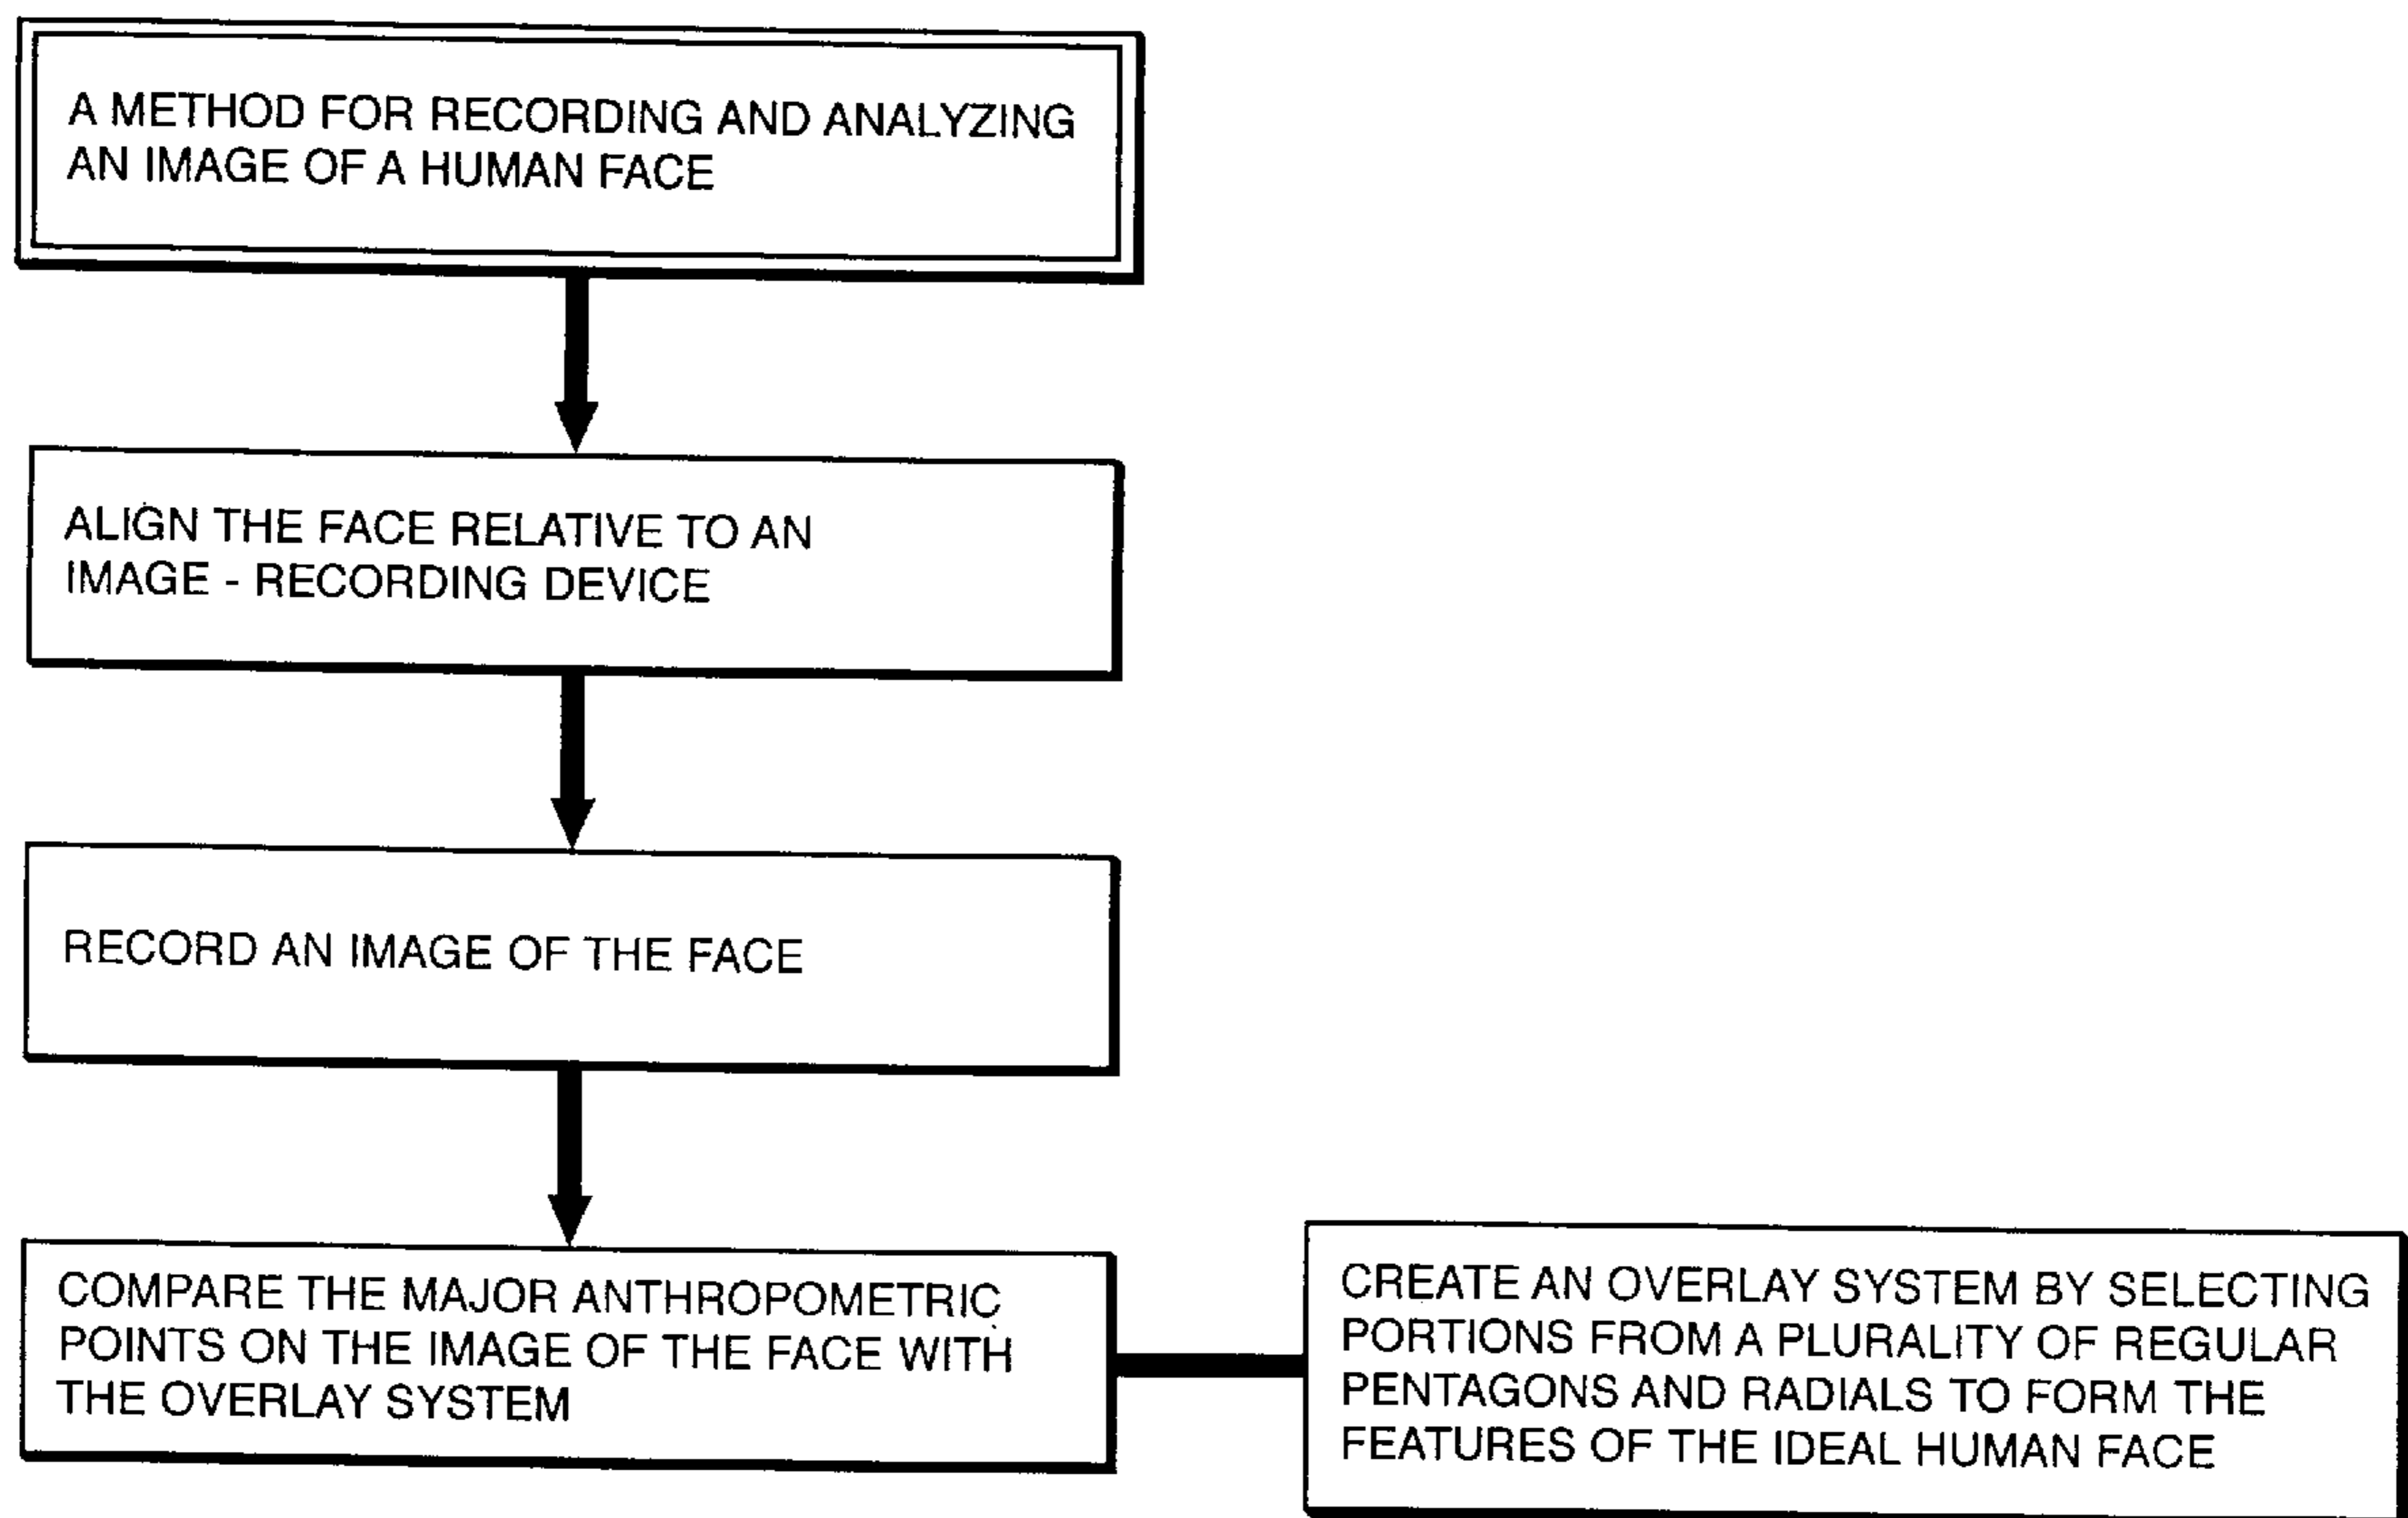 A METHOD FOR RECORDING AND ANALYZING
AN IMAGE OF A HUMAN FACE
ALIGN THE FACE RELATIVE TO AN
IMAGE - RECORDING DEVICE
RECORD AN IMAGE OF THE FACE
COMPARE THE MAJOR ANTHROPOMETRIC
POINTS ON THE IMAGE OF THE FACE WITH
THE OVERLAY SYSTEM
CREATE AN OVERLAY SYSTEM BY SELECTING
PORTIONS FROM A PLURALITY OF REGULAR
PENTAGONS AND RADIALS TO FORM THE
FEATURES OF THE IDEAL HUMAN FACE